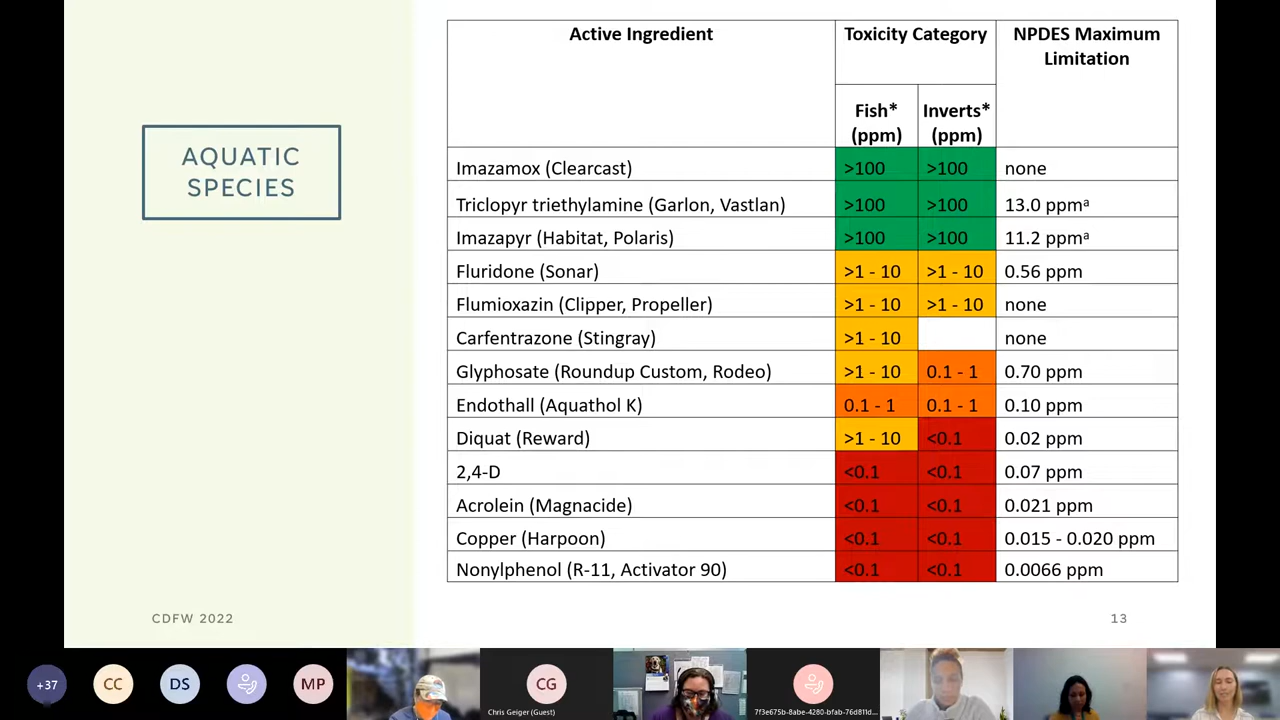 AQUATIC
SPECIES
Active Ingredient Toxicity Category NPDES Maximum
Limitation
Fish* Inverts*
(ppm) (ppm)
Imazamox (Clearcast) >100 >100 none
Triclopyr triethylamine (Garlon, Vastlan) >100 >100 13.0 ppmᵃ
Imazapyr (Habitat, Polaris) >100 >100 11.2 ppmᵃ
Fluridone (Sonar) >1 - 10 >1 - 10 0.56 ppm
Flumioxazin (Clipper, Propeller) >1 - 10 >1 - 10 none
Carfentrazone (Stingray) >1 - 10 none
Glyphosate (Roundup Custom, Rodeo) >1 - 10 0.1 - 1 0.70 ppm
Endothall (Aquathol K) 0.1 - 1 0.1 - 1 0.10 ppm
Diquat (Reward) >1 - 10 <0.1 0.02 ppm
2,4-D <0.1 <0.1 0.07 ppm
Acrolein (Magnacide) <0.1 <0.1 0.021 ppm
Copper (Harpoon) <0.1 <0.1 0.015 - 0.020 ppm
Nonylphenol (R-11, Activator 90) <0.1 <0.1 0.0066 ppm
CDFW 2022 13
+37 CC DS MP CG
Chris Geiger (Guest) 7f3e675b-8abe-4280-bfab-76d811d...